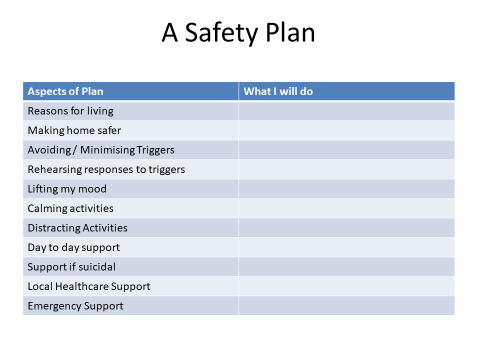 A Safety Plan
Aspects of Plan What I will do
Reasons for living
Making home safer
Avoiding / Minimising Triggers
Rehearsing responses to triggers
Lifting my mood
Calming activities
Distracting Activities
Day to day support
Support if suicidal
Local Healthcare Support
Emergency Support